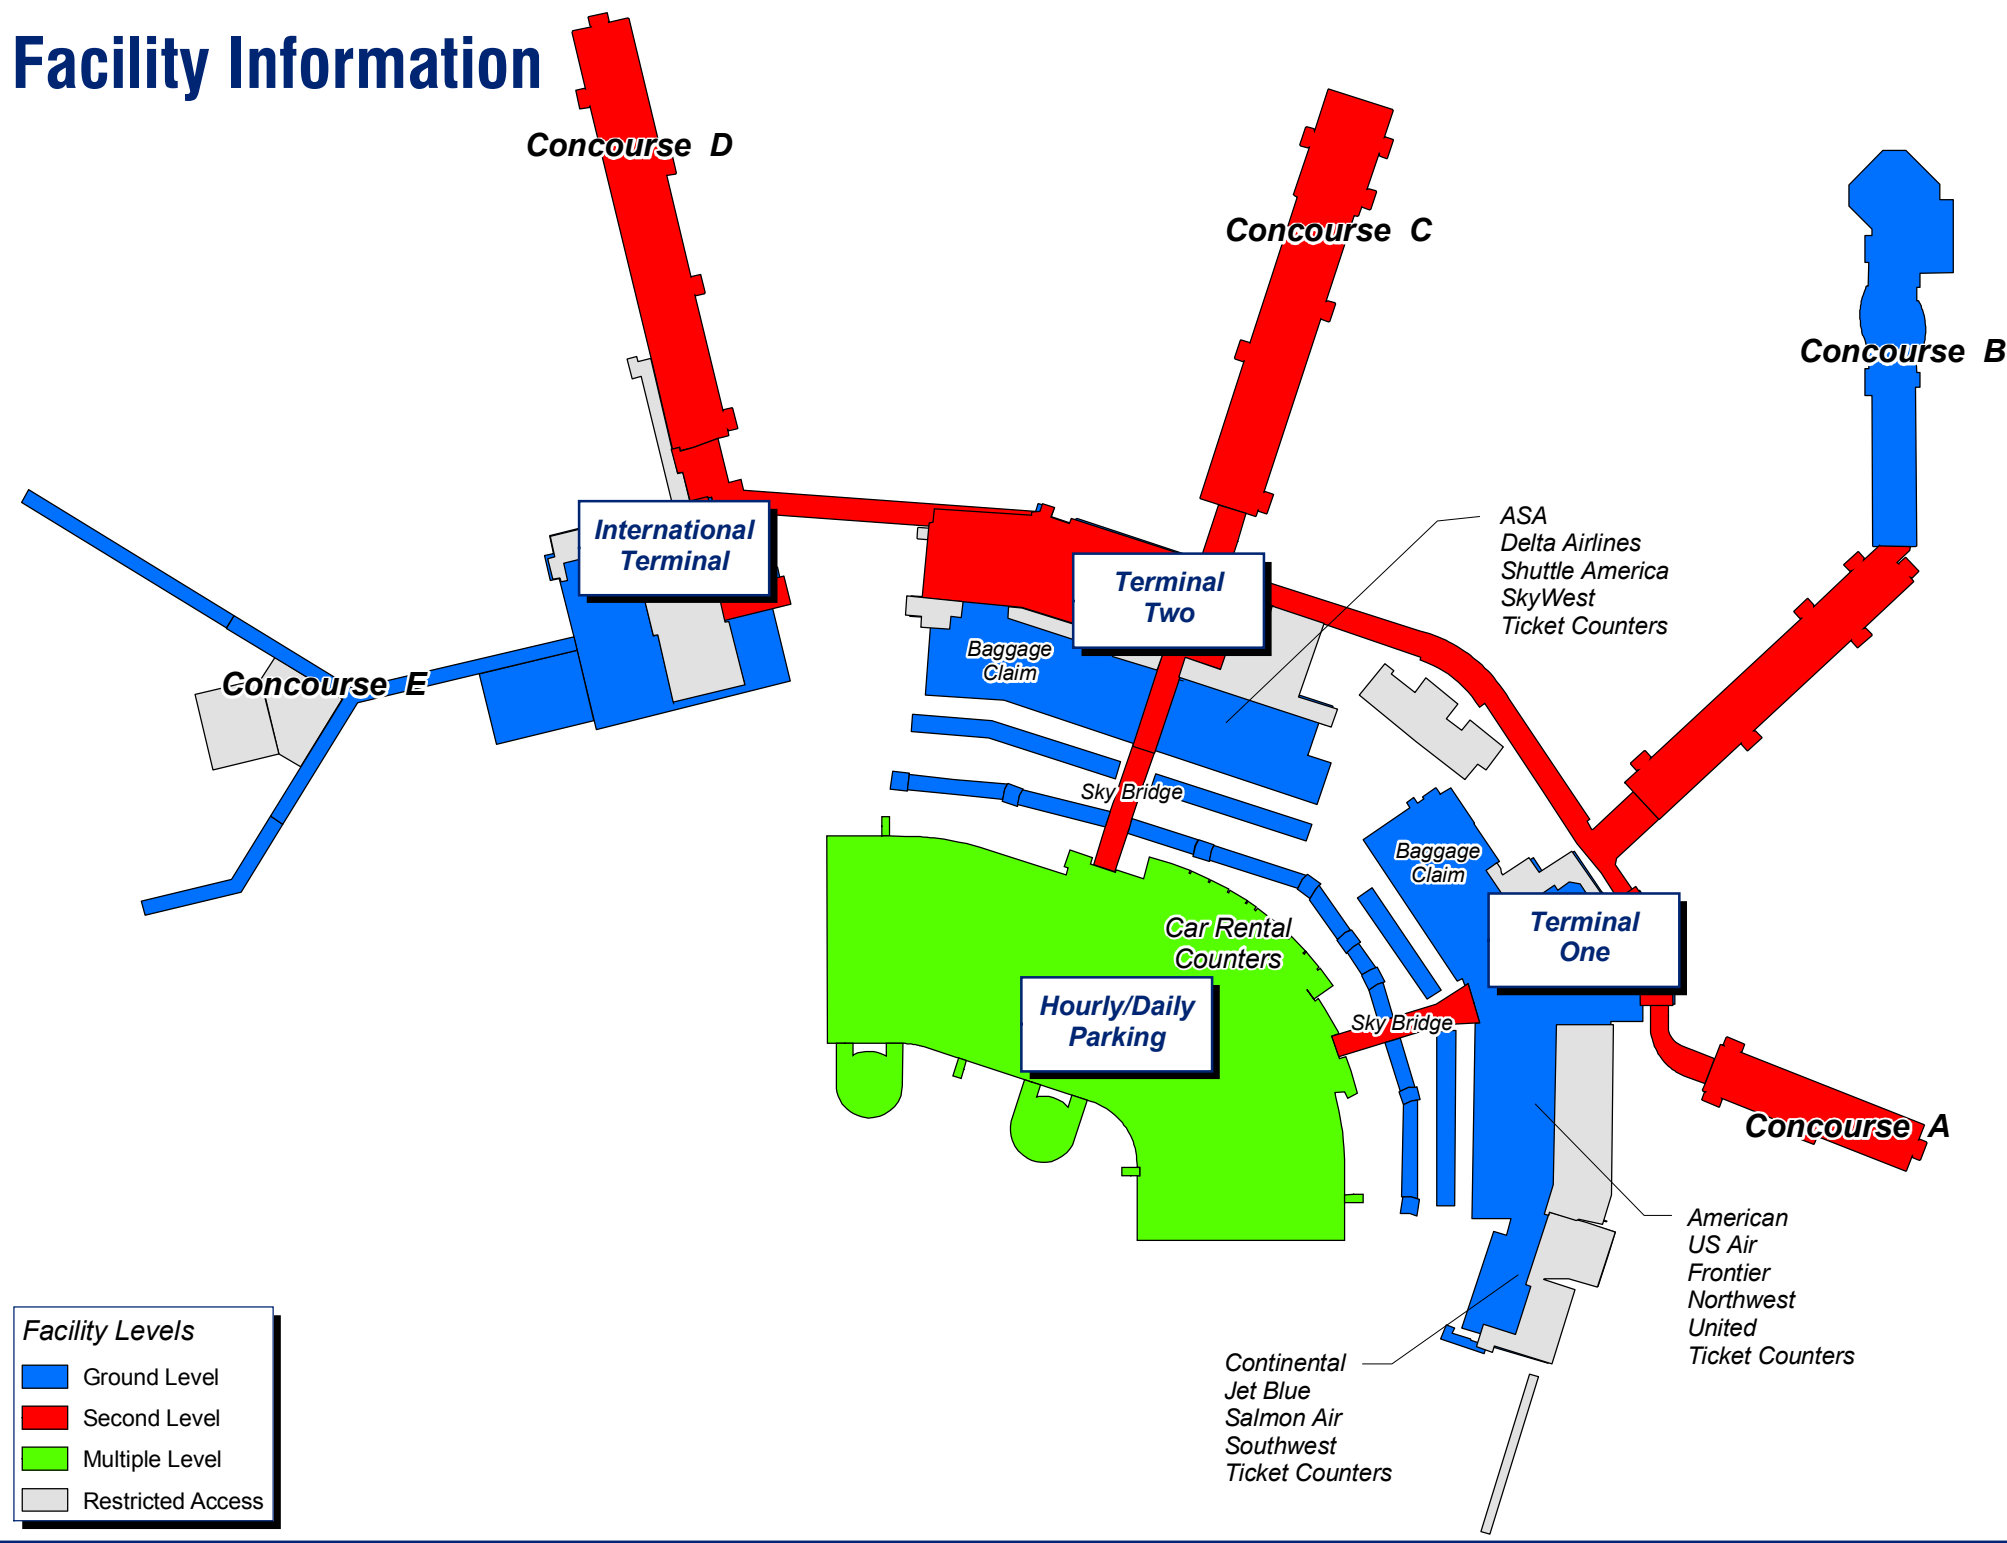 Facility Information
Concourse D
Concourse C
Concourse B
International
Terminal
Terminal
Two
ASA
Delta Airlines
Shuttle America
SkyWest
Ticket Counters
Baggage
Claim
Concourse E
Sky Bridge
Baggage
Claim
Car Rental
Counters
Terminal
One
Hourly/Daily
Parking
Sky Bridge
Concourse A
American
US Air
Frontier
Northwest
United
Ticket Counters
Continental
Jet Blue
Salmon Air
Southwest
Ticket Counters
Facility Levels
Ground Level
Second Level
Multiple Level
Restricted Access